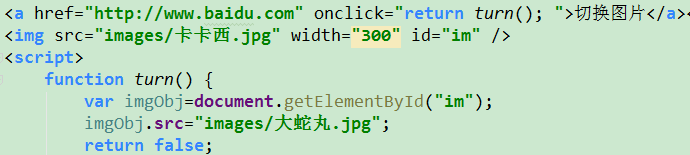 <a href="http://www.baidu.com" onclick="return turn(); ">切换图片</a>
<img src="images/卡卡西.jpg" width="300" id="im" />
<script>
function turn() {
var imgObj=document.getElementById("im");
imgObj.src="images/大蛇丸.jpg";
return false;